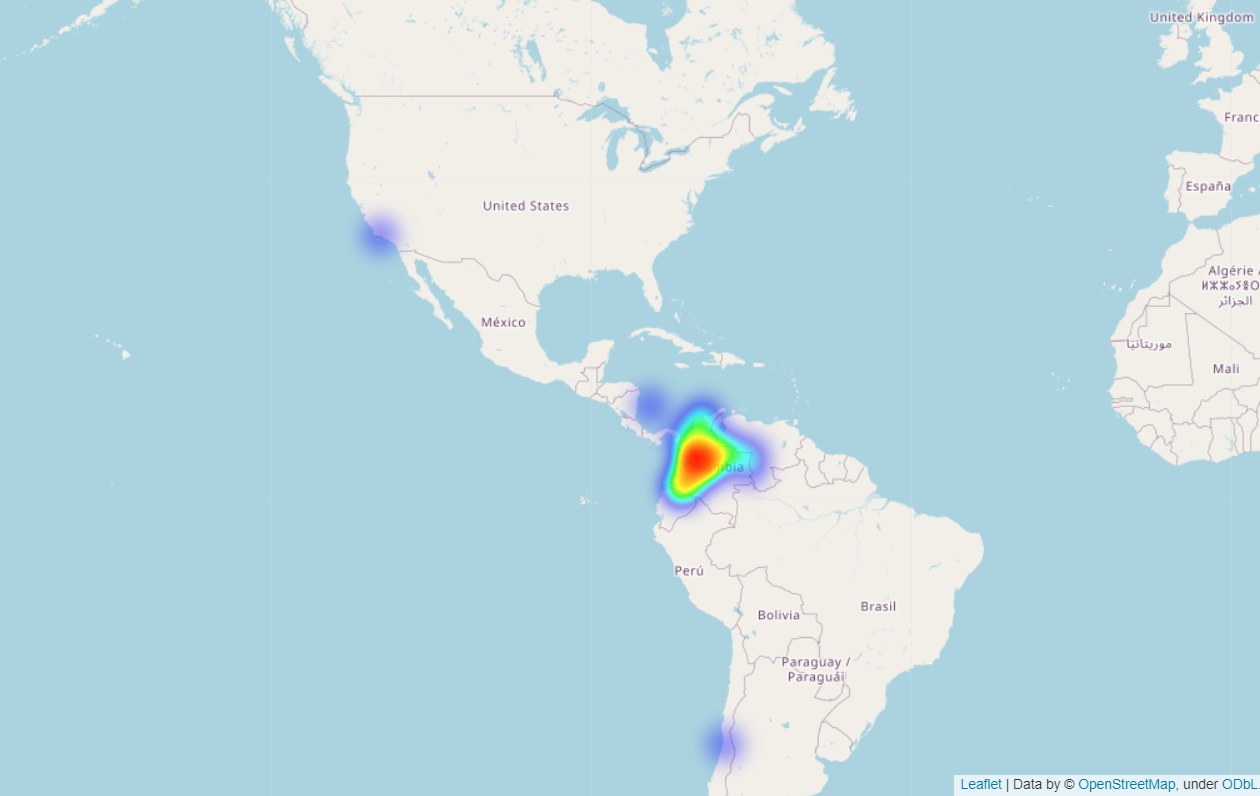 United Kingdom
Franc
España
United States
Algérie
ⵍⵣⵣⴰⵢⴻⵔ
الجزائر
México
موريتانيا
Mali
mbia
Perú
Brasil
Bolivia
Paraguay /
Paraguái
Leaflet | Data by © OpenStreetMap, under ODbL.